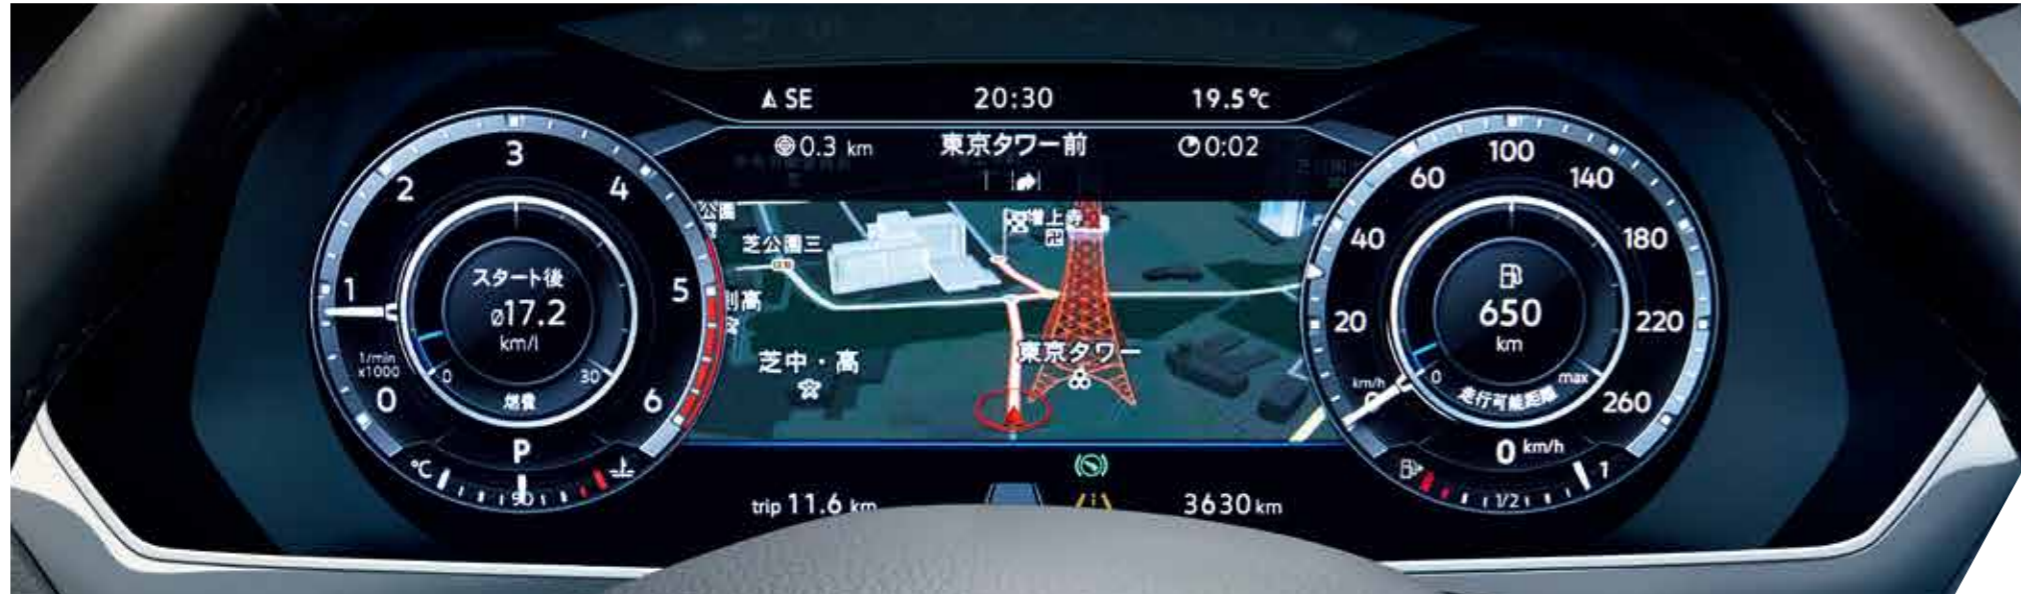 SE 20:30 19.5℃
0.3 km 東京タワー前 0:02
3
2 4
1 5
0 6
1/min
x1000
スタート後
ø17.2
km/l
0 30
燃費
P
℃
90
芝公園三
増上寺
芝中・高
東京タワー
trip 11.6 km
3630 km
100
60 140
40 180
20 220
0 260
km/h
650
km
0 max
走行可能距離
0 km/h
1/2 1